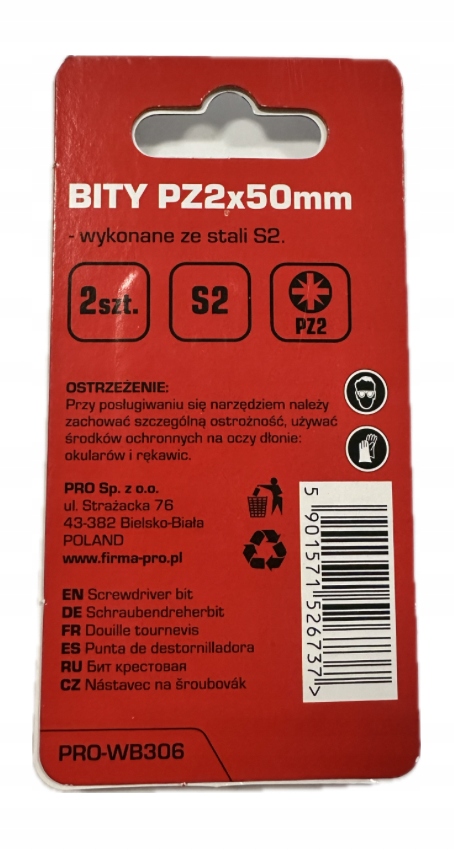 BITY PZ2x50mm
- wykonane ze stali S2.
2szt.
S2
PZ2
OSTRZEŻENIE:
Przy posługiwaniu się narzędziem należy
zachować szczególną ostrożność, używać
środków ochronnych na oczy dłonie:
okularów i rękawic.
PRO Sp. z o.o.
ul. Strażacka 76
43-382 Bielsko-Biała
POLAND
www.firma-pro.pl
EN Screwdriver bit
DE Schraubendreherbit
FR Douille tournevis
ES Punta de destornilladora
RU Бит крестовая
CZ Nástavec na šroubovák
5 901571 526737>
PRO-WB306